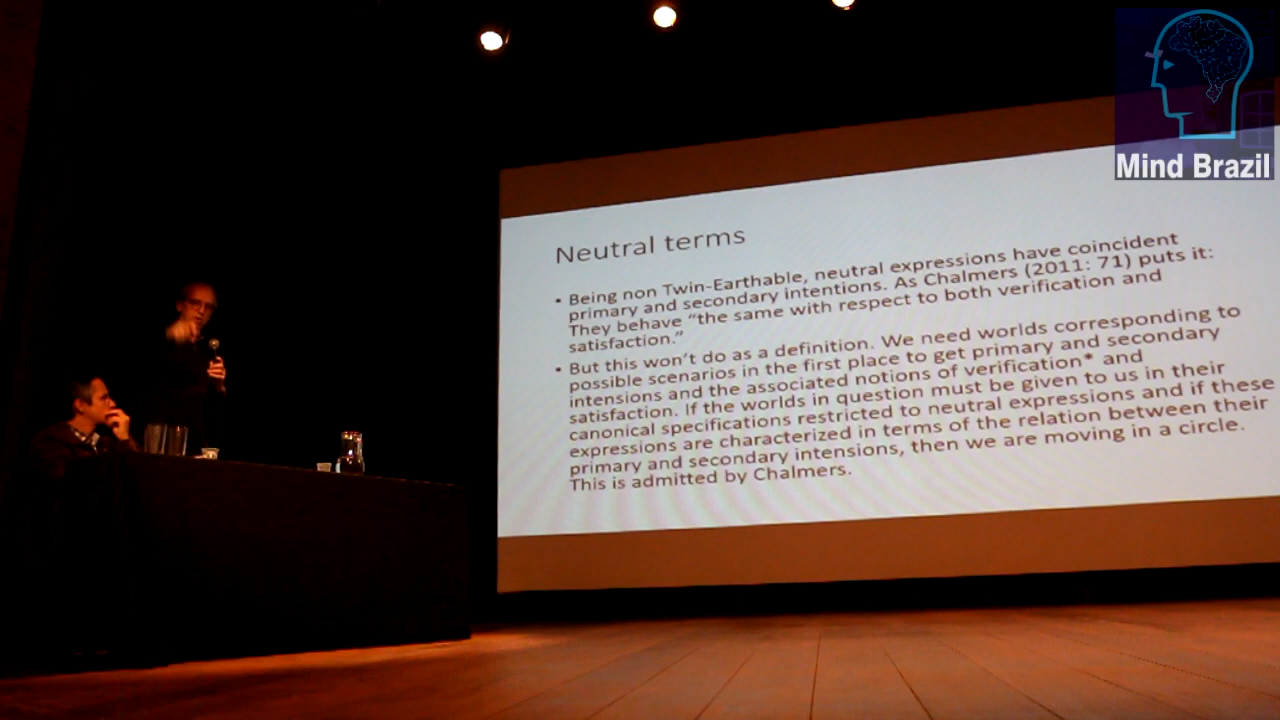 Mind Brazil
Neutral terms
• Being non Twin-Earthable, neutral expressions have coincident
primary and secondary intentions. As Chalmers (2011: 71) puts it:
They behave “the same with respect to both verification and
satisfaction.”
• But this won’t do as a definition. We need worlds corresponding to
possible scenarios in the first place to get primary and secondary
intensions and the associated notions of verification* and
satisfaction. If the worlds in question must be given to us in their
canonical specifications restricted to neutral expressions and if these
expressions are characterized in terms of the relation between their
primary and secondary intensions, then we are moving in a circle.
This is admitted by Chalmers.